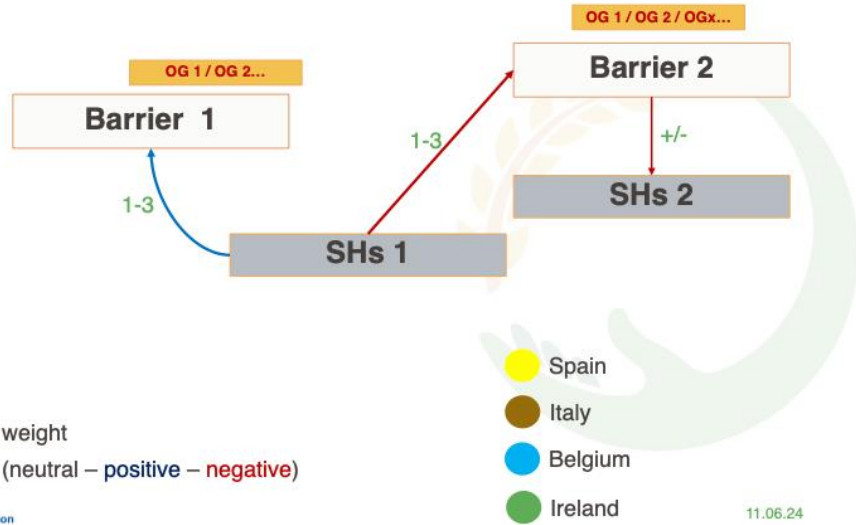 OG 1 / OG 2 / OGx...
OG 1 / OG 2...
Barrier 2
Barrier 1
1-3
+/-
1-3
SHs 2
SHs 1
Spain
Italy
weight
Belgium
(neutral – positive – negative)
Ireland
11.06.24
on